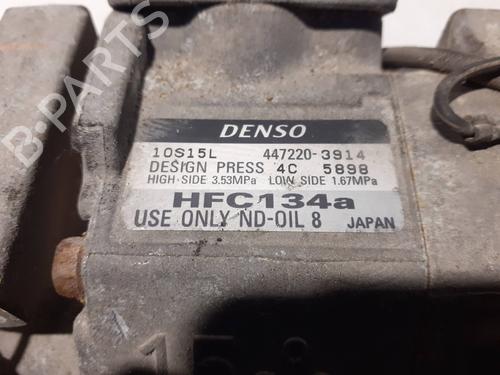 DENSO
10S15L 447220-3914
DESIGN PRESS 4C 5898
HIGH-SIDE 3.53MPa LOW SIDE 1.67MPa
HFC134a
USE ONLY ND-OIL 8 JAPAN
B-PARTS